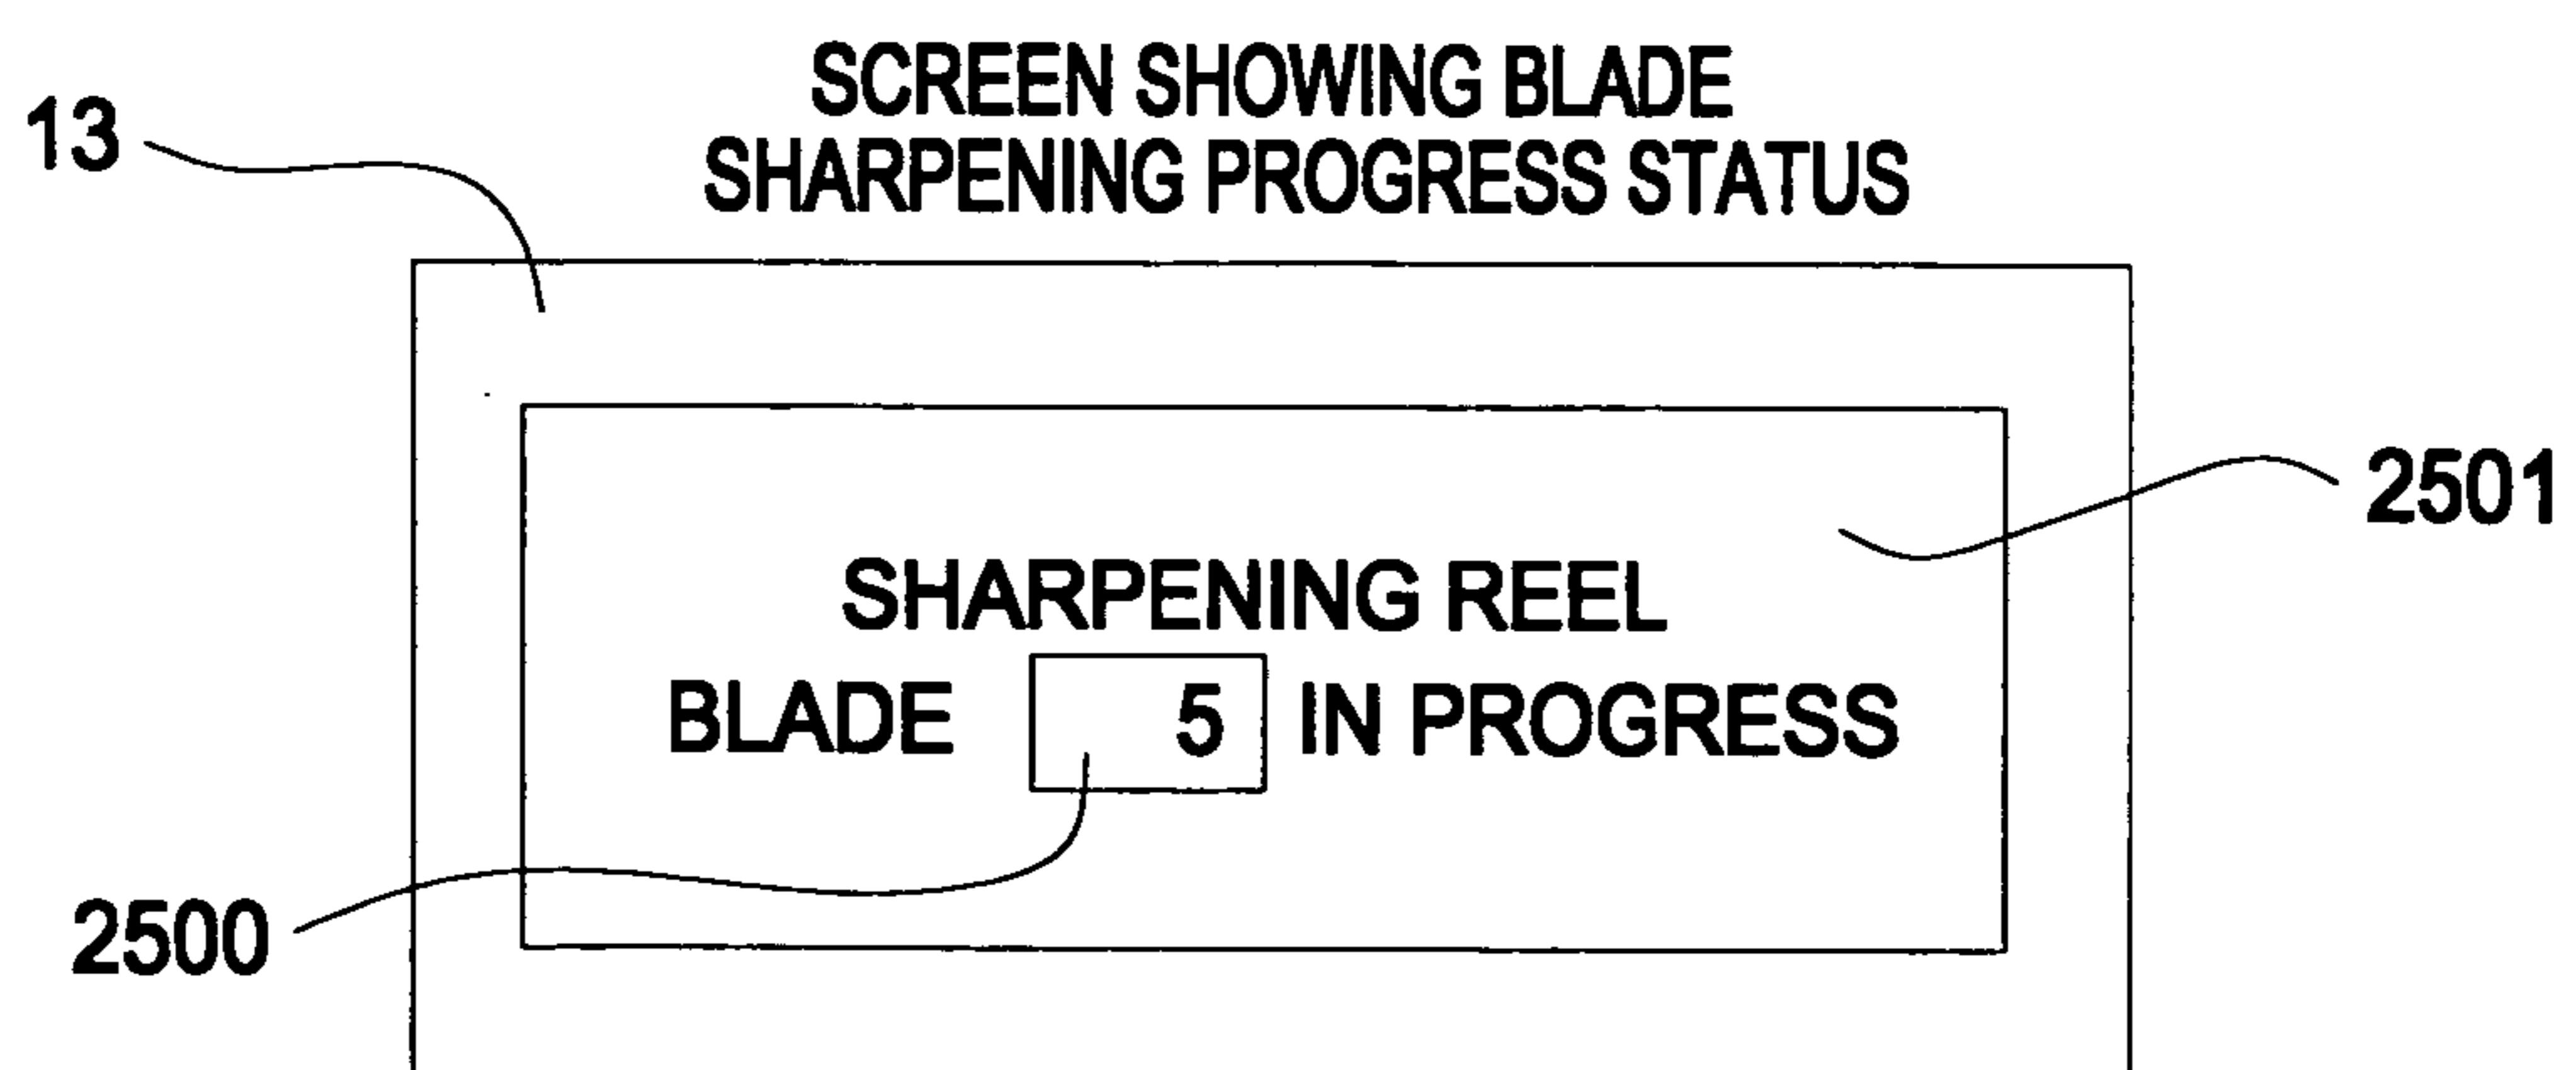 SCREEN SHOWING BLADE
SHARPENING PROGRESS STATUS
13
2501
SHARPENING REEL
BLADE 5 IN PROGRESS
2500